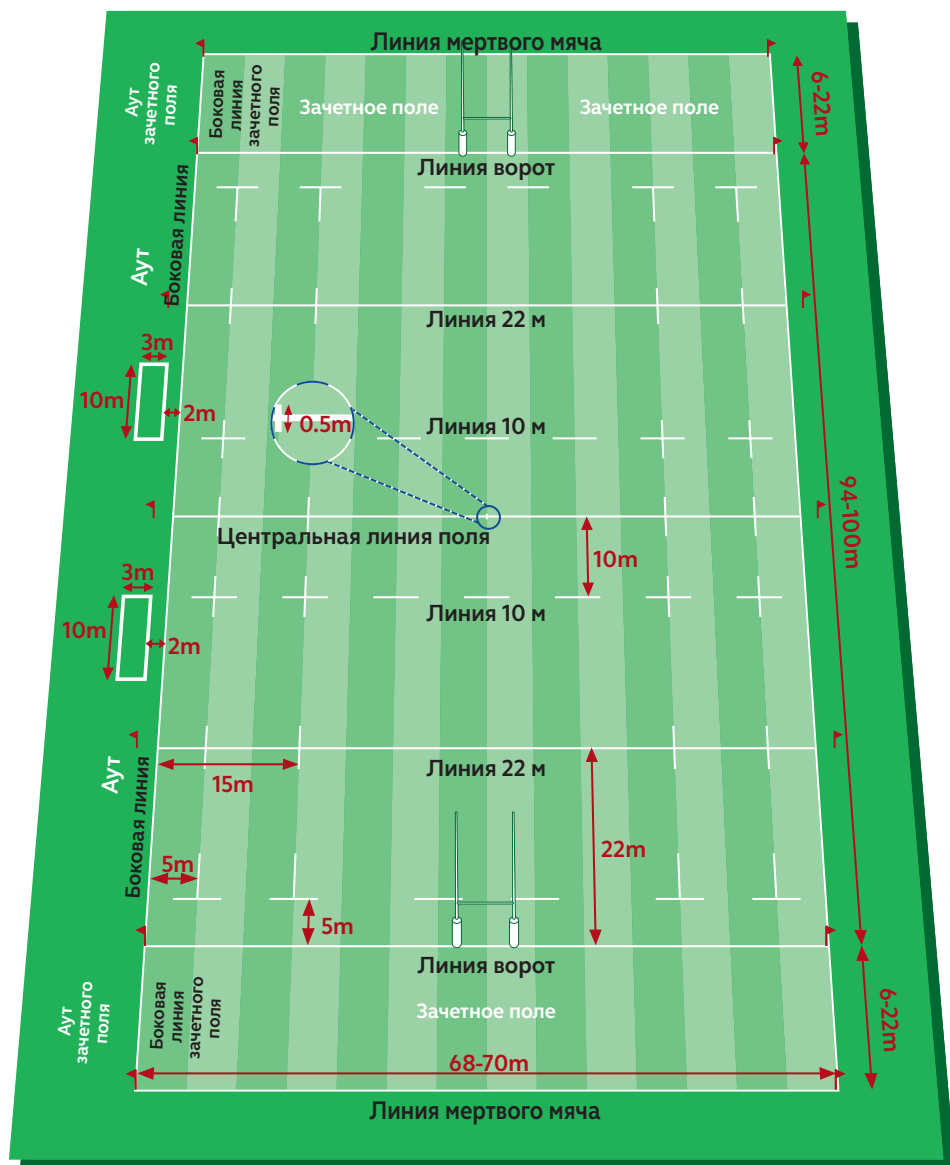 Линия мертвого мяча
Аут
зачетного
поля
Боковая
линия
зачетного
поля
Зачетное поле
Зачетное поле
6-22m
Линия ворот
Боковая линия
Аут
Линия 22 м
3m
10m
2m
0.5m
Линия 10 м
94-100m
Центральная линия поля
10m
3m
10m
2m
Линия 10 м
Аут
Боковая линия
15m
Линия 22 м
22m
5m
5m
Линия ворот
Аут
зачетного
поля
Боковая
линия
зачетного
поля
Зачетное поле
6-22m
68-70m
Линия мертвого мяча